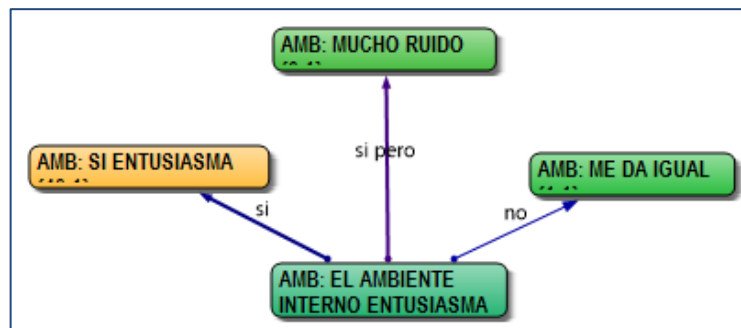 AMB: MUCHO RUIDO
si pero
AMB: SI ENTUSIASMA
AMB: ME DA IGUAL
si
no
AMB: EL AMBIENTE
INTERNO ENTUSIASMA